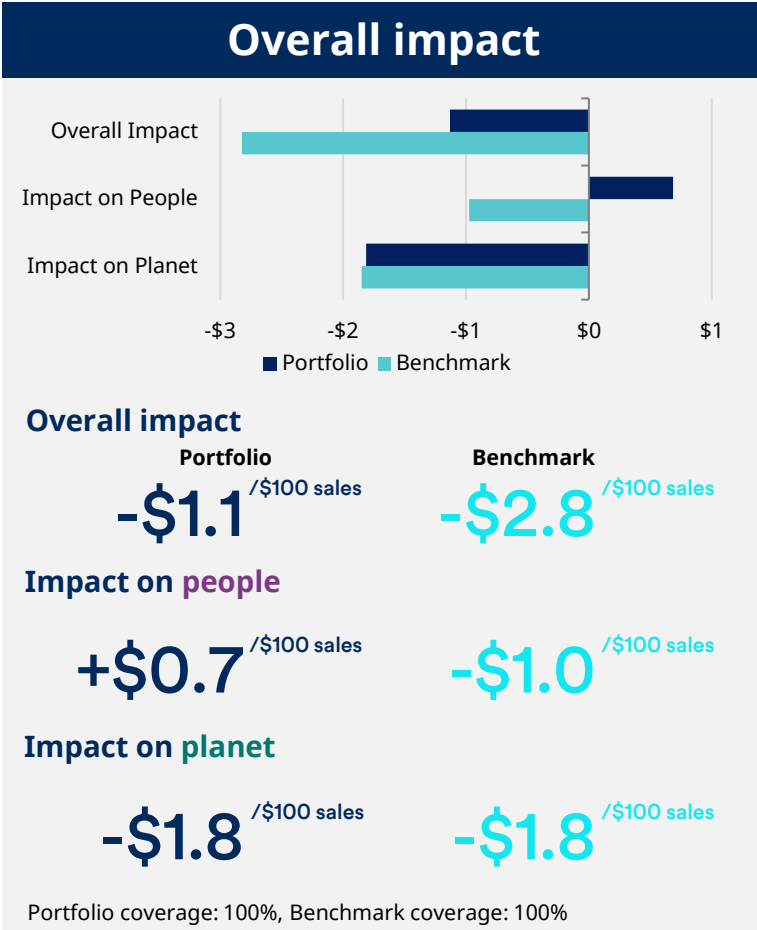 Overall impact
Overall Impact
Impact on People
Impact on Planet
-$3 -$2 -$1 $0 $1
Portfolio Benchmark
Overall impact
Portfolio Benchmark
-$1.1 /$100 sales -$2.8 /$100 sales
Impact on people
+$0.7 /$100 sales -$1.0 /$100 sales
Impact on planet
-$1.8 /$100 sales -$1.8 /$100 sales
Portfolio coverage: 100%, Benchmark coverage: 100%